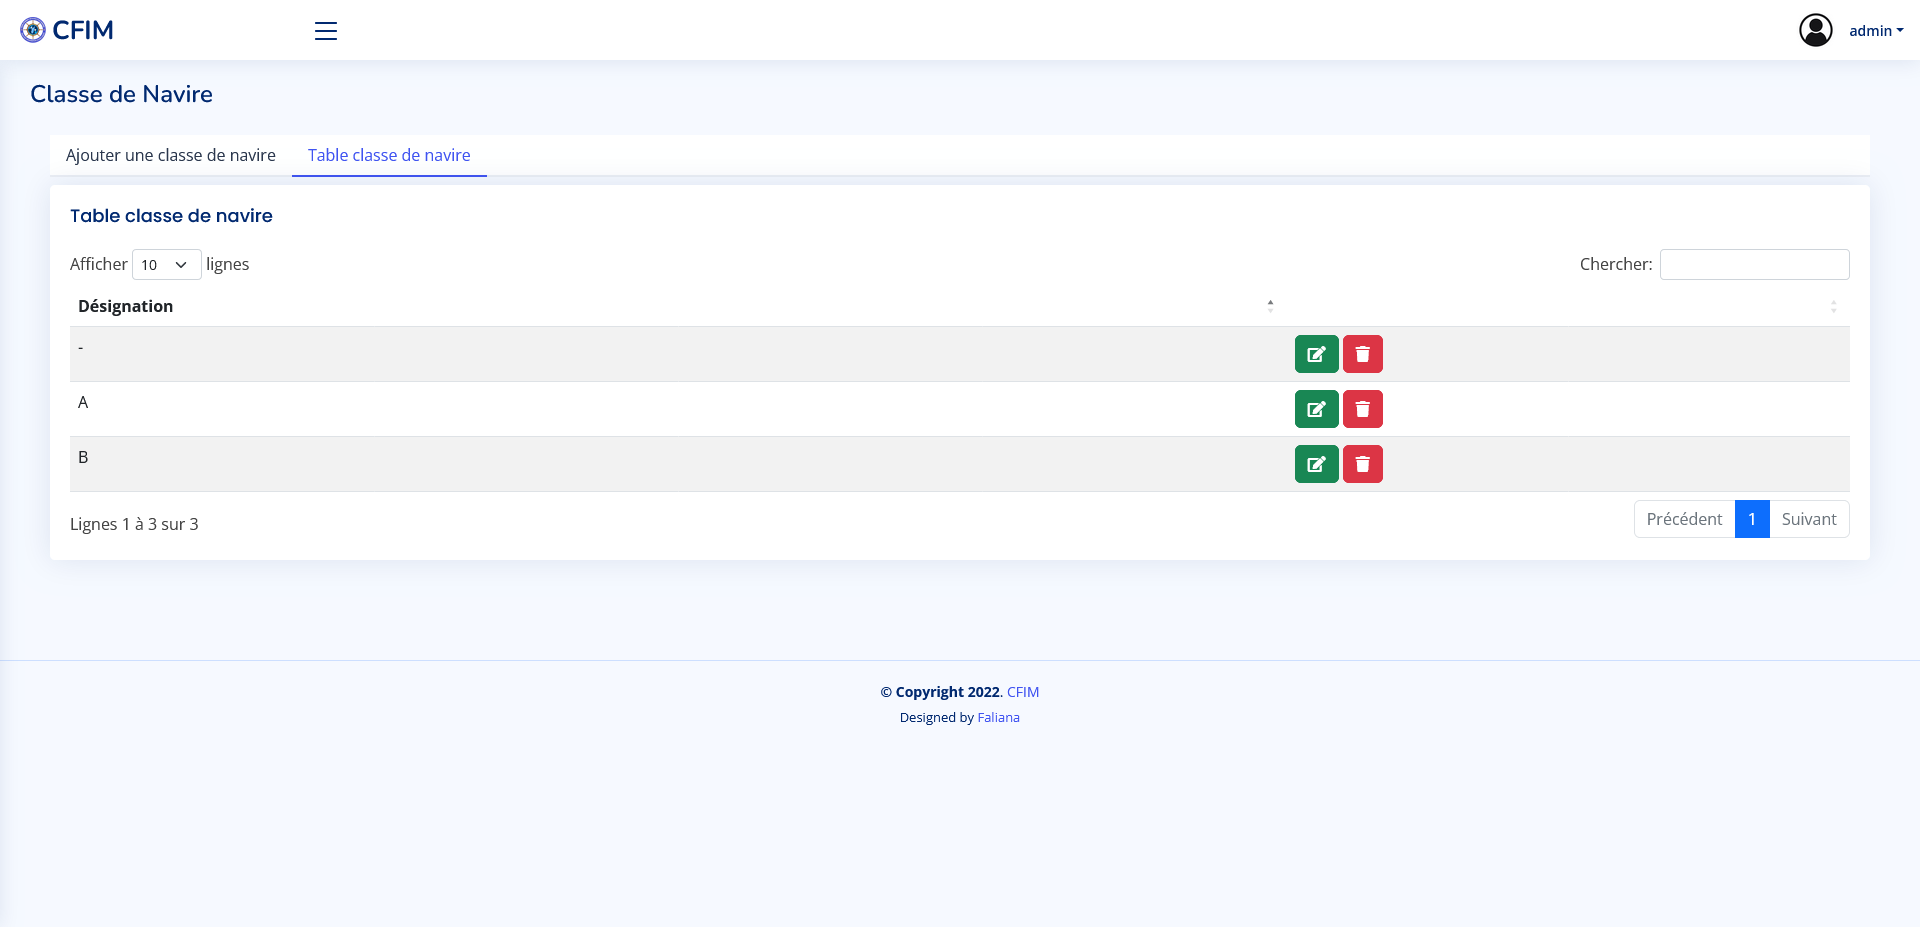 CFIM
admin
Classe de Navire
Ajouter une classe de navire
Table classe de navire
Table classe de navire
Afficher 10 lignes
Chercher:
Désignation
-
A
B
Lignes 1 à 3 sur 3
Précédent 1 Suivant
© Copyright 2022. CFIM
Designed by Faliana